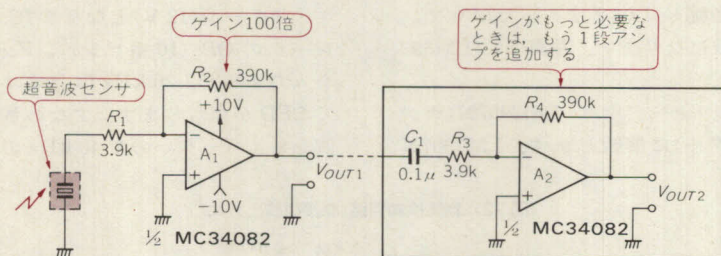 ゲイン100倍
ゲインがもっと必要な
ときは，もう1段アン
プを追加する
超音波センサ
R₁
3.9k
R₂ 390k
+10V
−
+
A₁
−10V
½ MC34082
V_OUT1
C₁
0.1μ
R₃
3.9k
R₄ 390k
−
+
A₂
½ MC34082
V_OUT2